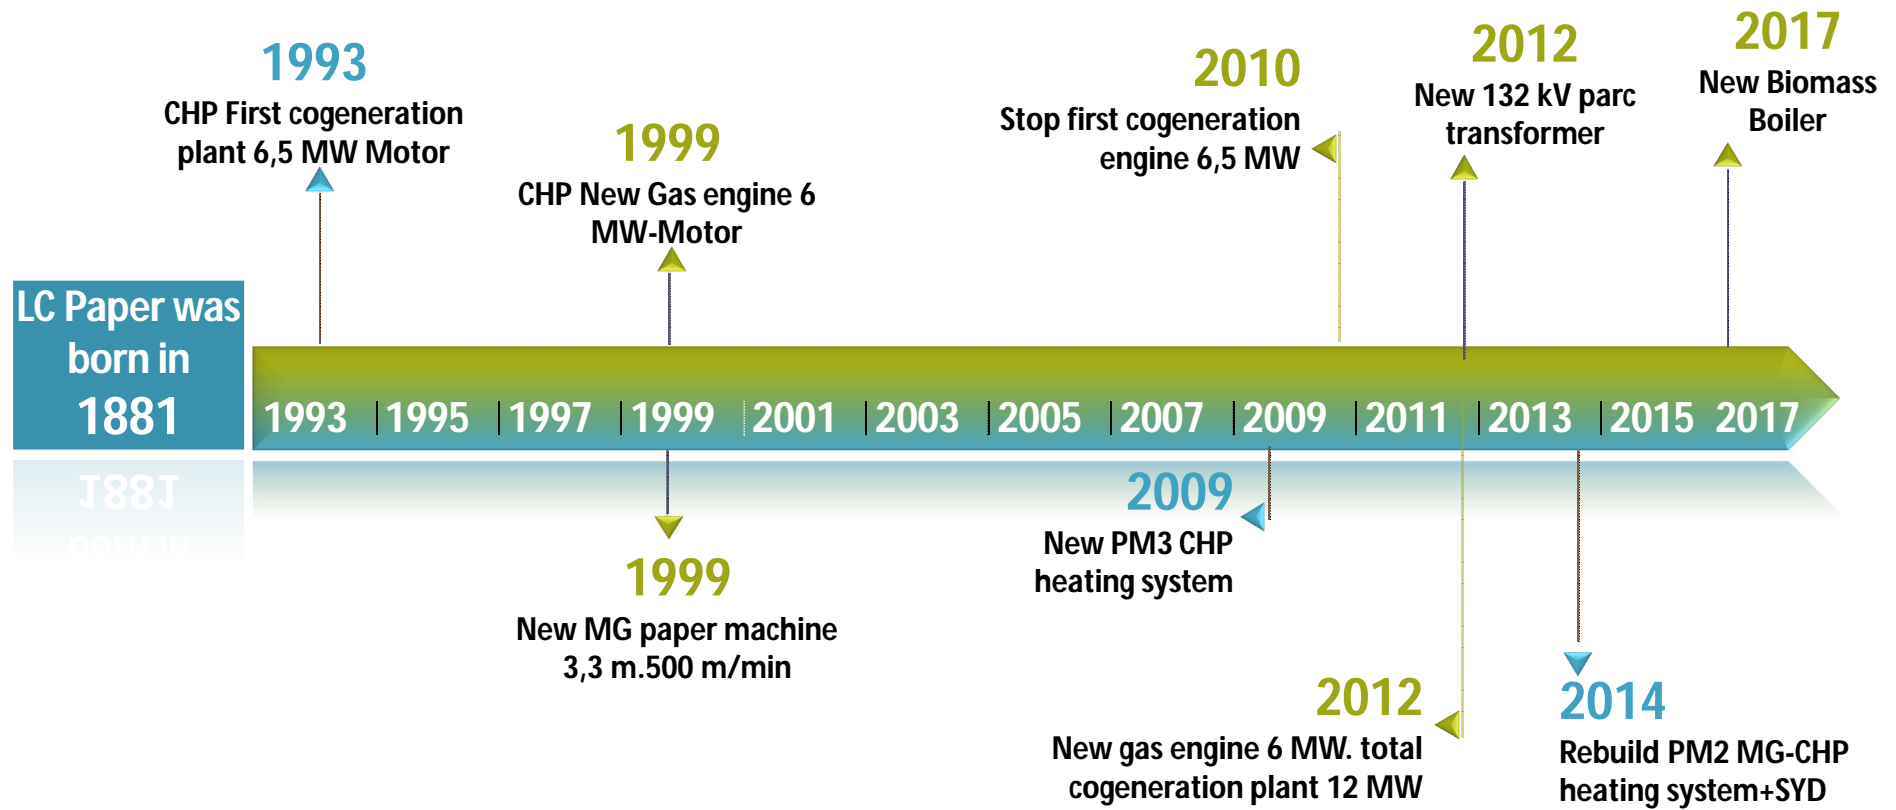 LC Paper was
born in
1881
1993
CHP First cogeneration
plant 6,5 MW Motor
1999
CHP New Gas engine 6
MW-Motor
2010
Stop first cogeneration
engine 6,5 MW
2012
New 132 kV parc
transformer
2017
New Biomass
Boiler
1993 1995 1997 1999 2001 2003 2005 2007 2009 2011 2013 2015 2017
1999
New MG paper machine
3,3 m.500 m/min
2009
New PM3 CHP
heating system
2012
New gas engine 6 MW. total
cogeneration plant 12 MW
2014
Rebuild PM2 MG-CHP
heating system+SYD